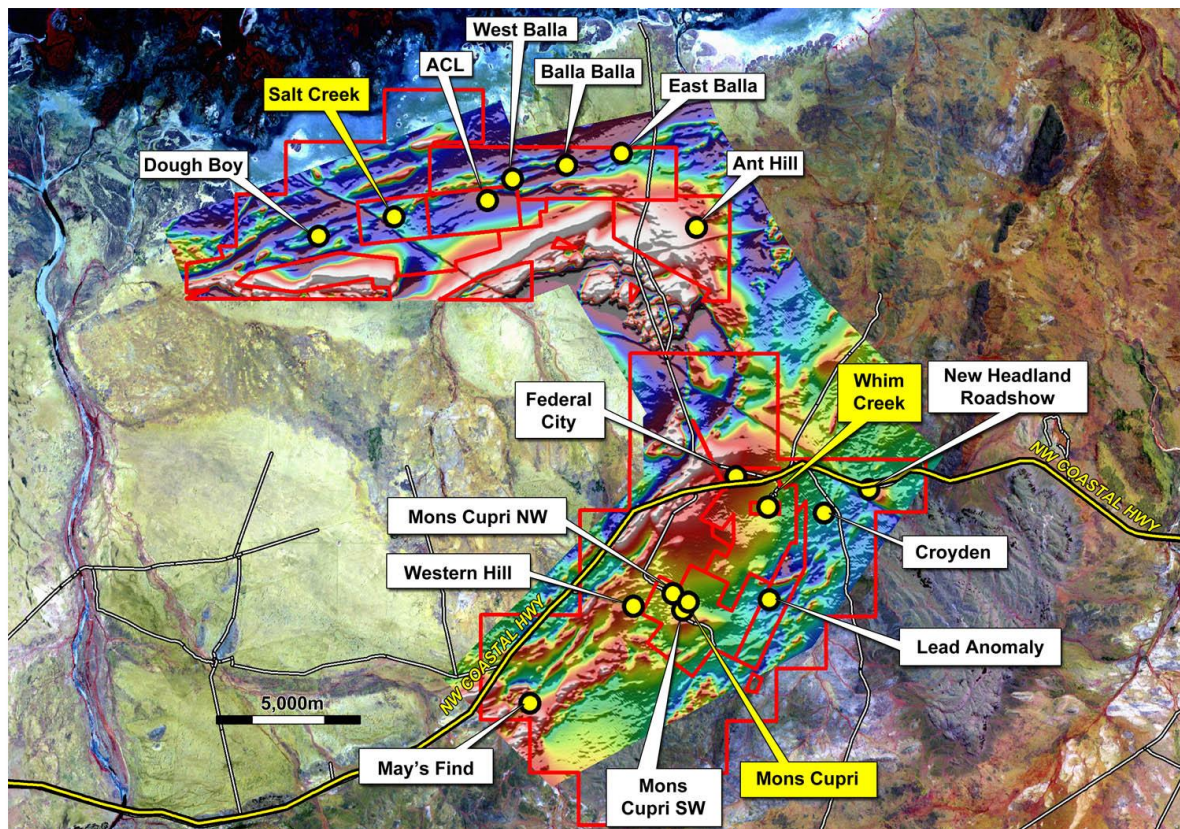 West Balla
ACL
Balla Balla
East Balla
Salt Creek
Dough Boy
Ant Hill
Federal
City
Whim
Creek
New Headland
Roadshow
NW COASTAL HWY
Mons Cupri NW
Croyden
Western Hill
NW COASTAL HWY
Lead Anomaly
5,000m
May's Find
Mons
Cupri SW
Mons Cupri